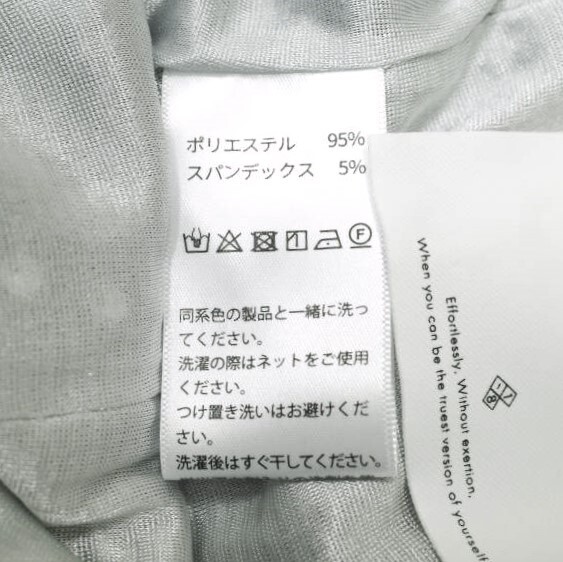 ポリエステル 95%
スパンデックス 5%
F
同系色の製品と一緒に洗っ
てください。
洗濯の際はネットをご使用
ください。
つけ置き洗いはお避けくだ
さい。
洗濯後はすぐ干してください。
Effortlessly. Without exertion.
When you can be the truest version of yourself